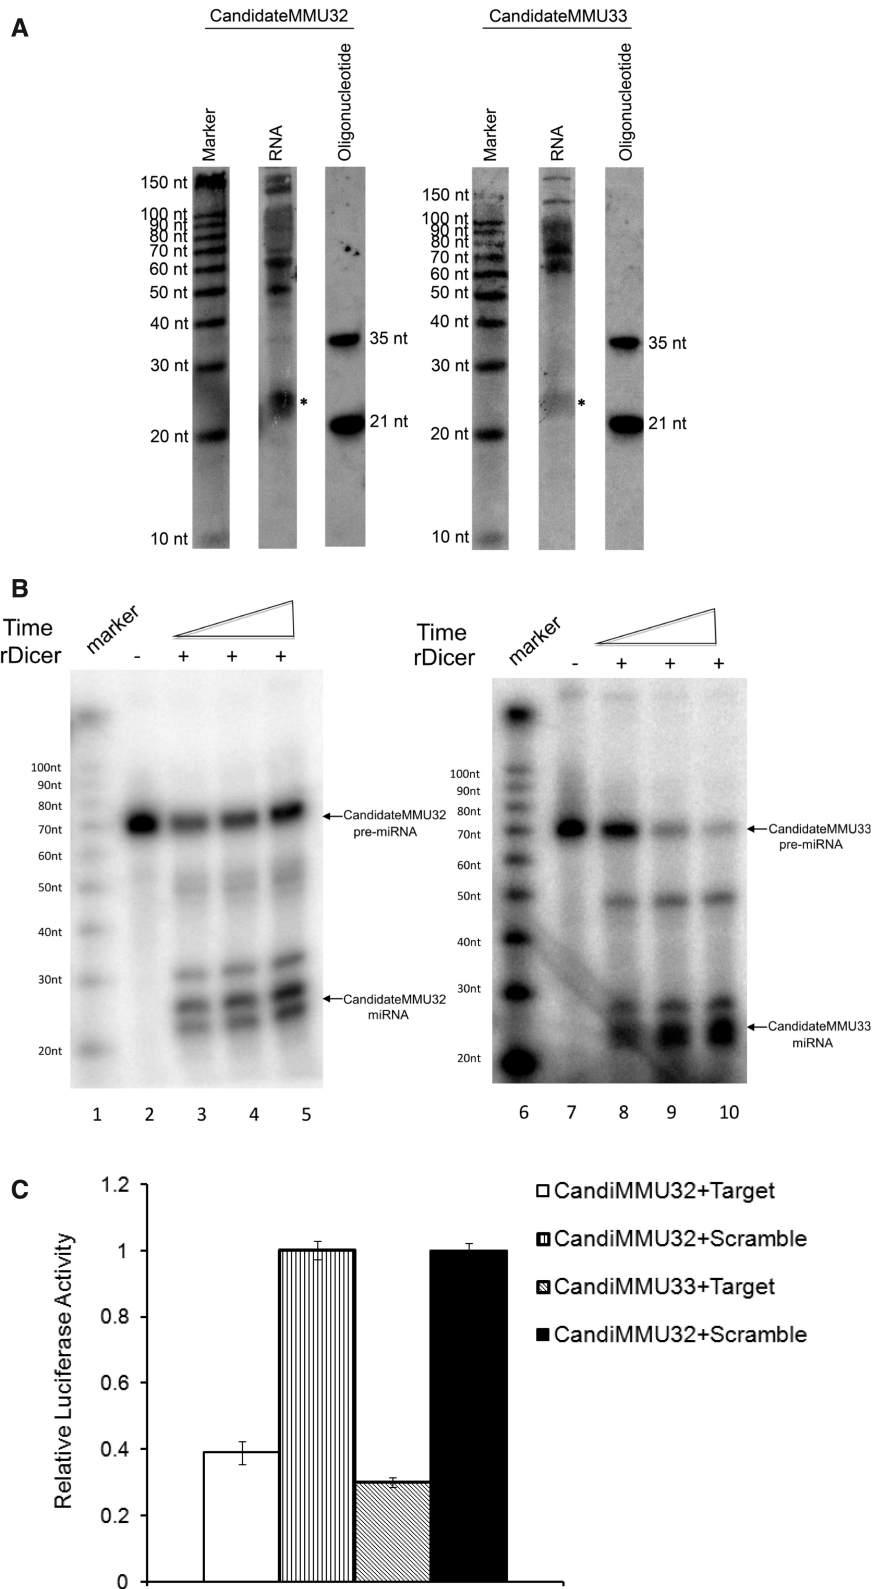 A
CandidateMMU32
CandidateMMU33
Marker
RNA
Oligonucleotide
Marker
RNA
Oligonucleotide
150 nt
100 nt
90 nt
80 nt
70 nt
60 nt
50 nt
40 nt
30 nt
20 nt
10 nt
35 nt
*
21 nt
150 nt
100 nt
90 nt
80 nt
70 nt
60 nt
50 nt
40 nt
30 nt
20 nt
10 nt
35 nt
*
21 nt
B
Time
marker
rDicer
- + + +
100nt
90nt
80nt
70nt
60nt
50nt
40nt
30nt
20nt
CandidateMMU32
pre-miRNA
CandidateMMU32
miRNA
1 2 3 4 5
Time
marker
rDicer
- + + +
100nt
90nt
80nt
70nt
60nt
50nt
40nt
30nt
20nt
CandidateMMU33
pre-miRNA
CandidateMMU33
miRNA
6 7 8 9 10
C
Relative Luciferase Activity
1.2
1
0.8
0.6
0.4
0.2
0
CandiMMU32+Target
CandiMMU32+Scramble
CandiMMU33+Target
CandiMMU32+Scramble